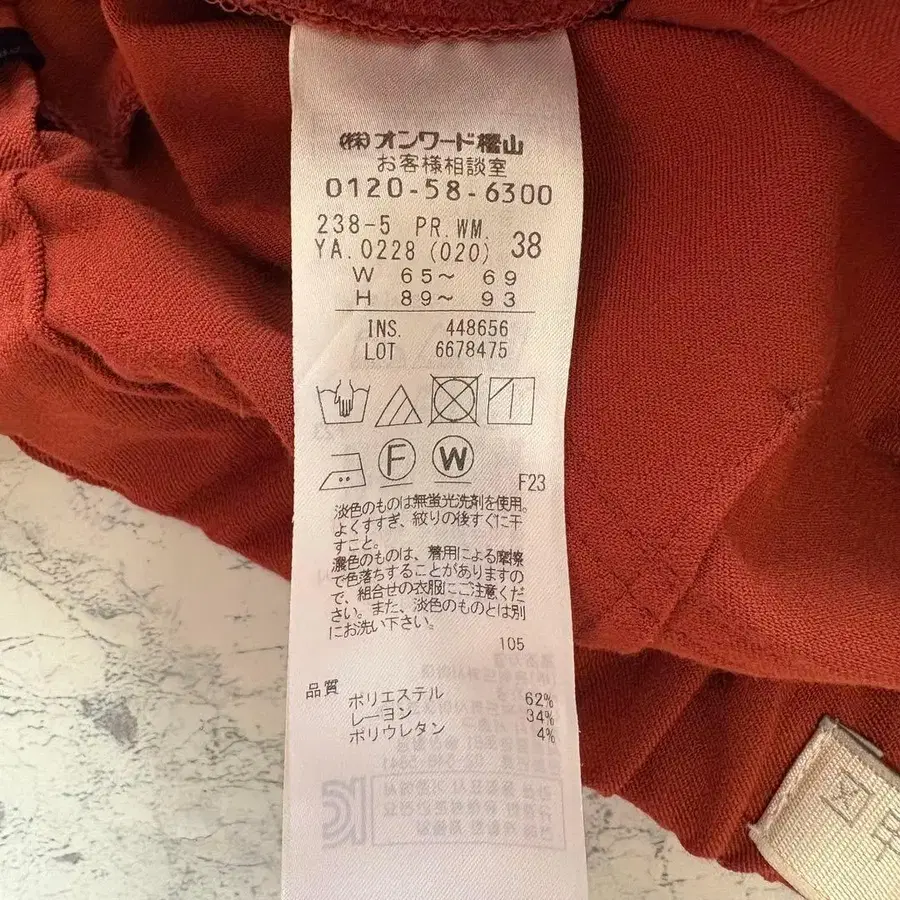 ㈱オンワード樫山
お客様相談室
0120-58-6300
238-5 PR.WM.
YA.0228 (020) 38
W 65～ 69
H 89～ 93
INS. 448656
LOT 6678475
F
W
F23
淡色のものは無蛍光洗剤を使用。
よくすすぎ、絞りの後すぐに干
すこと。
濃色のものは、着用による摩擦
で色落ちすることがありますの
で、組合せの衣服にご注意くだ
さい。また、淡色のものとは別
にお洗い下さい。
105
品質
ポリエステル 62%
レーヨン 34%
ポリウレタン 4%